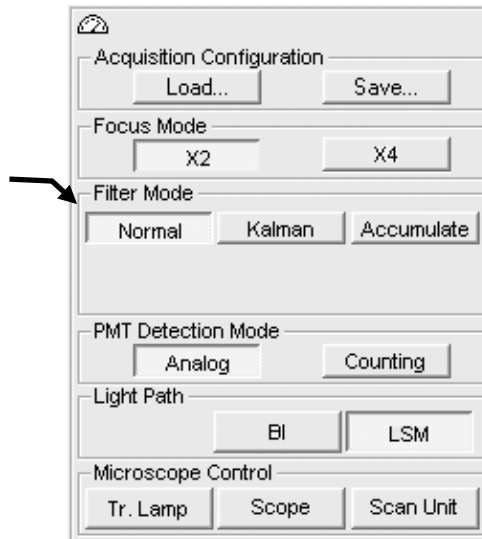 Acquisition Configuration
Load... Save...
Focus Mode
X2 X4
Filter Mode
Normal Kalman Accumulate
PMT Detection Mode
Analog Counting
Light Path
BI LSM
Microscope Control
Tr. Lamp Scope Scan Unit